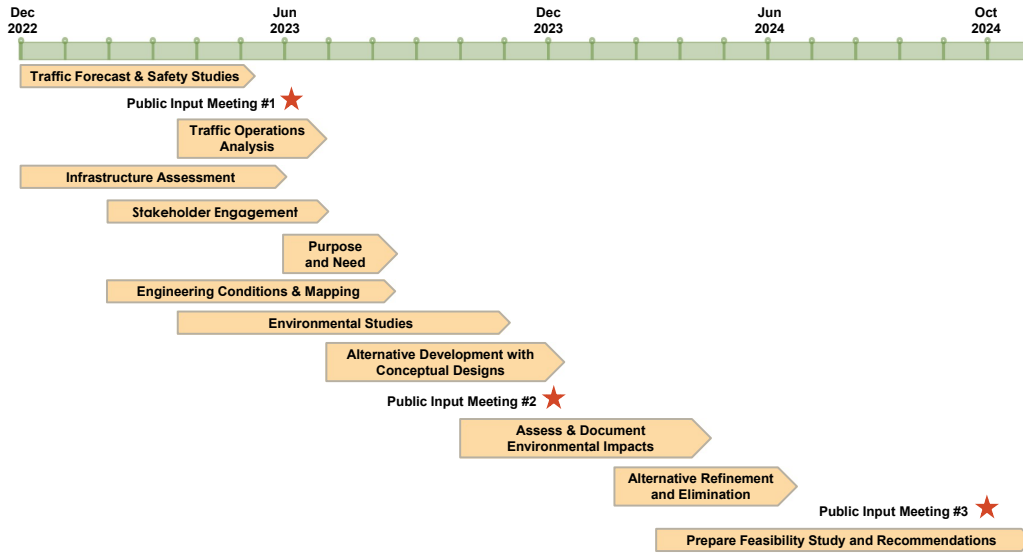 Dec
2022
Jun
2023
Dec
2023
Jun
2024
Oct
2024
Traffic Forecast & Safety Studies
Public Input Meeting #1
Traffic Operations
Analysis
Infrastructure Assessment
Stakeholder Engagement
Purpose
and Need
Engineering Conditions & Mapping
Environmental Studies
Alternative Development with
Conceptual Designs
Public Input Meeting #2
Assess & Document
Environmental Impacts
Alternative Refinement
and Elimination
Public Input Meeting #3
Prepare Feasibility Study and Recommendations